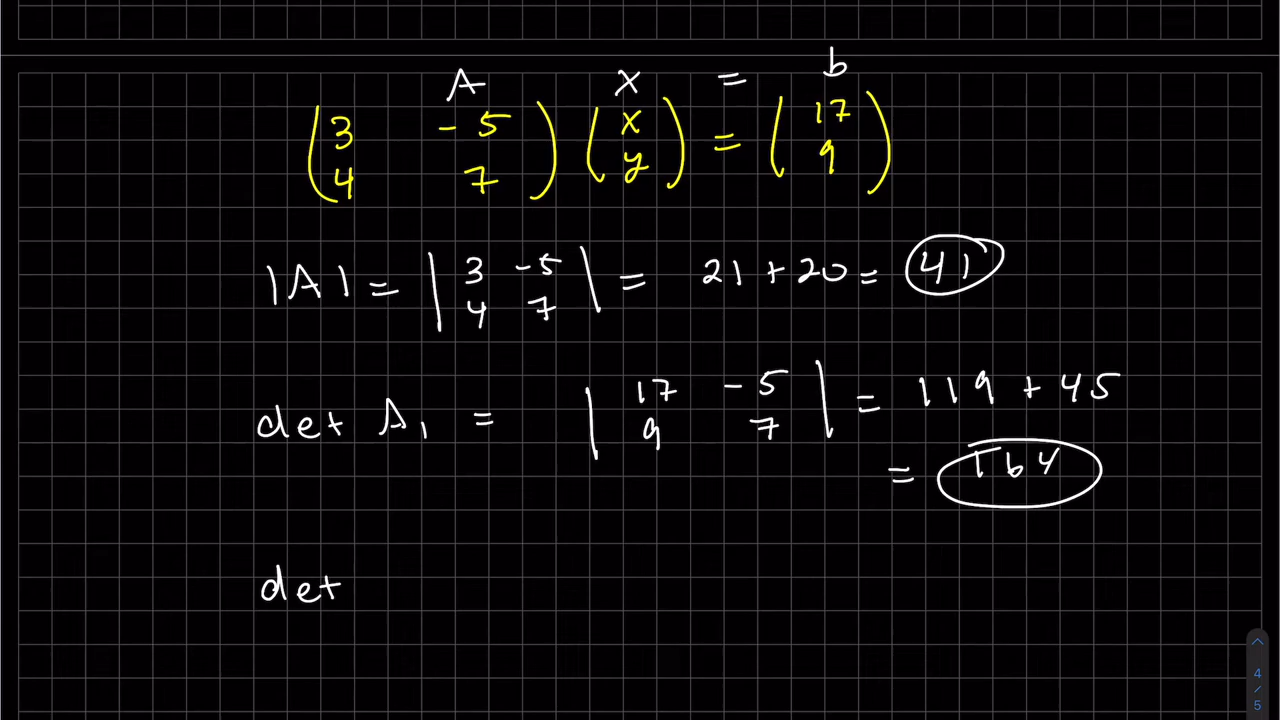 A x = b
( 3 -5 ) ( x ) = ( 17 )
( 4 7 ) ( y ) ( 9 )
|A| = | 3 -5 | = 21 + 20 = 41
| 4 7 |
det A₁ = | 17 -5 | = 119 + 45
| 9 7 |
= 164
det
4
/
5